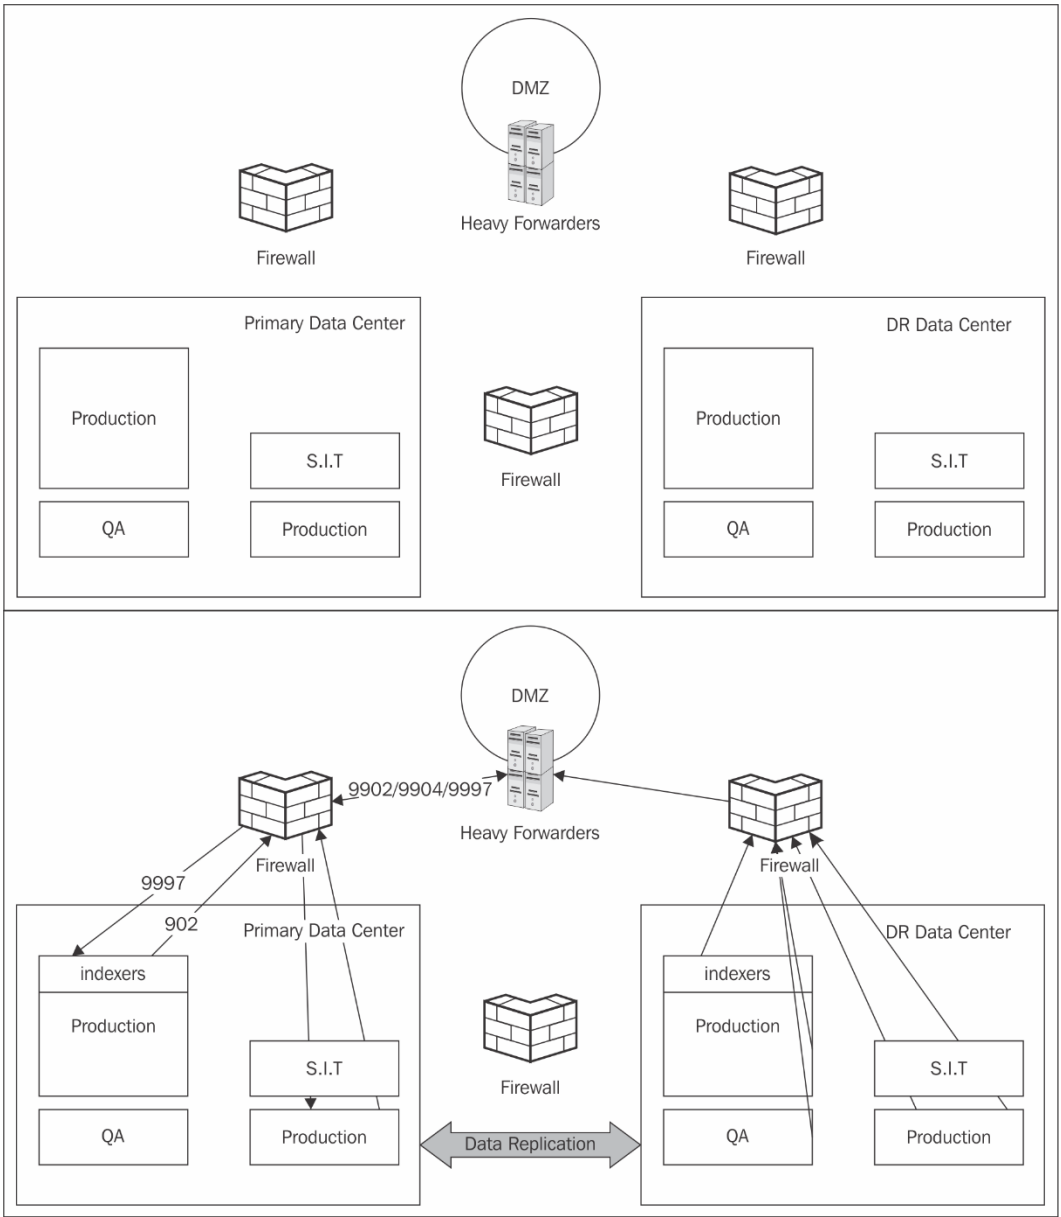 DMZ
Heavy Forwarders
Firewall
Firewall
Primary Data Center
DR Data Center
Production
S.I.T
QA
Production
Firewall
Production
S.I.T
QA
Production
DMZ
9902/9904/9997
Heavy Forwarders
Firewall
Firewall
9997
902
Primary Data Center
DR Data Center
indexers
Production
S.I.T
QA
Production
Firewall
Data Replication
indexers
Production
S.I.T
QA
Production